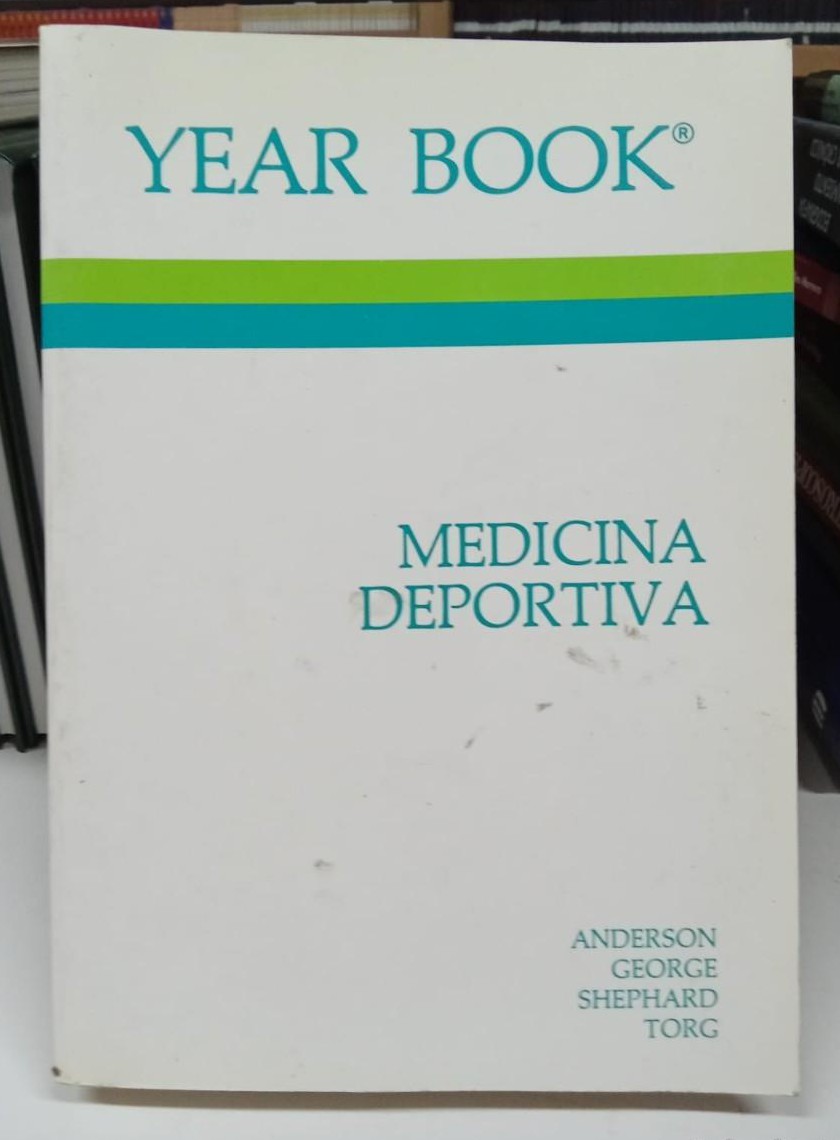 YEAR BOOK®
MEDICINA
DEPORTIVA
ANDERSON
GEORGE
SHEPHARD
TORG